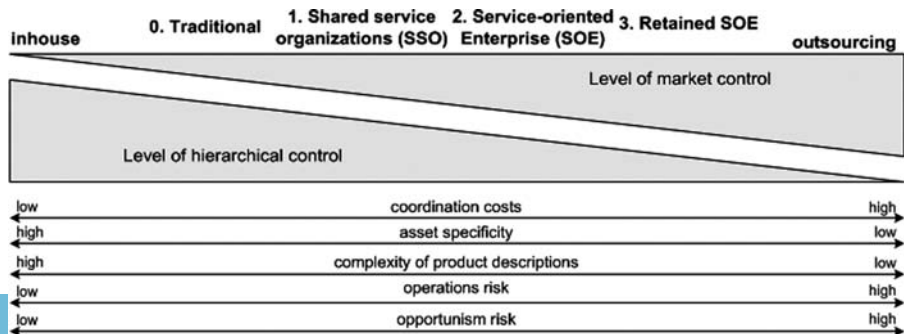 inhouse
0. Traditional
1. Shared service
organizations (SSO)
2. Service-oriented
Enterprise (SOE)
3. Retained SOE
outsourcing
Level of market control
Level of hierarchical control
low coordination costs high
high asset specificity low
high complexity of product descriptions low
low operations risk high
low opportunism risk high